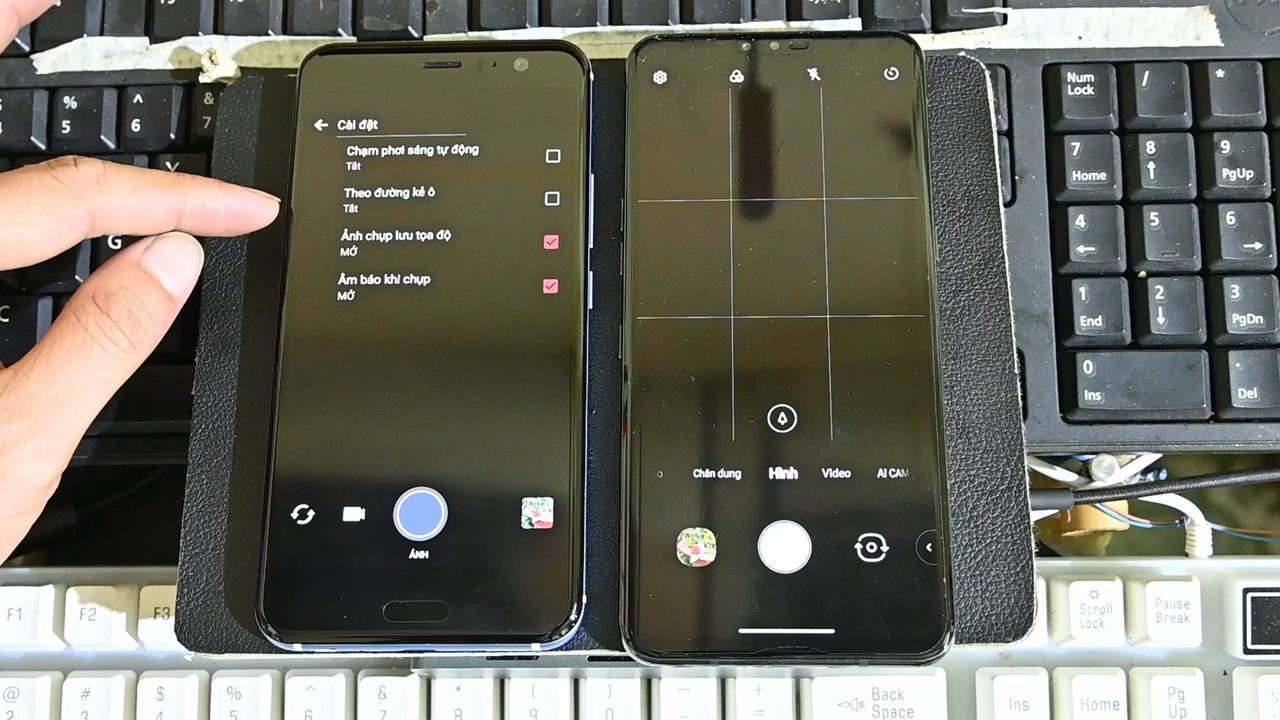 %
5
^
6
&
7
G
C
Cài đặt
Chạm phơi sáng tự động
Tắt
Theo đường kẻ ô
Tắt
Ảnh chụp lưu tọa độ
MỞ
Âm báo khi chụp
MỞ
ẢNH
Chân dung
Hình
Video
AI CAM
Num
Lock
/
*
7
Home
8
9
PgUp
4
5
6
1
End
2
3
PgDn
0
Ins
.
Del
F1
F2
F3
Scroll
Lock
Pause
Break
@
2
#
3
$
4
%
5
^
6
&
7
*
8
(
9
)
0
-
+
=
Back
Space
Ins
Home
Pg
Up